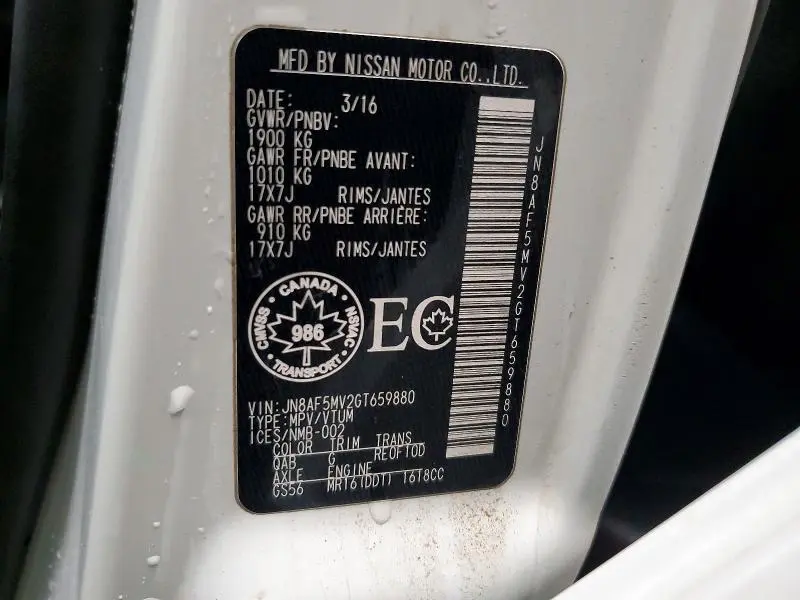 MFD BY NISSAN MOTOR CO.,LTD.
DATE: 3/16
GVWR/PNBV:
1900 KG
GAWR FR/PNBE AVANT:
1010 KG
17X7J RIMS/JANTES
GAWR RR/PNBE ARRIÈRE:
910 KG
17X7J RIMS/JANTES
CANADA
CMVSS 986 NSVAC
TRANSPORT
EC
VIN: JN8AF5MV2GT659880
TYPE: MPV/VTUM
ICES/NMB-002
COLOR TRIM TRANS
QAB G RE0F10D
AXLE ENGINE
GS56 MR16(DDT) 16T8CC
JN8AF5MV2GT659880